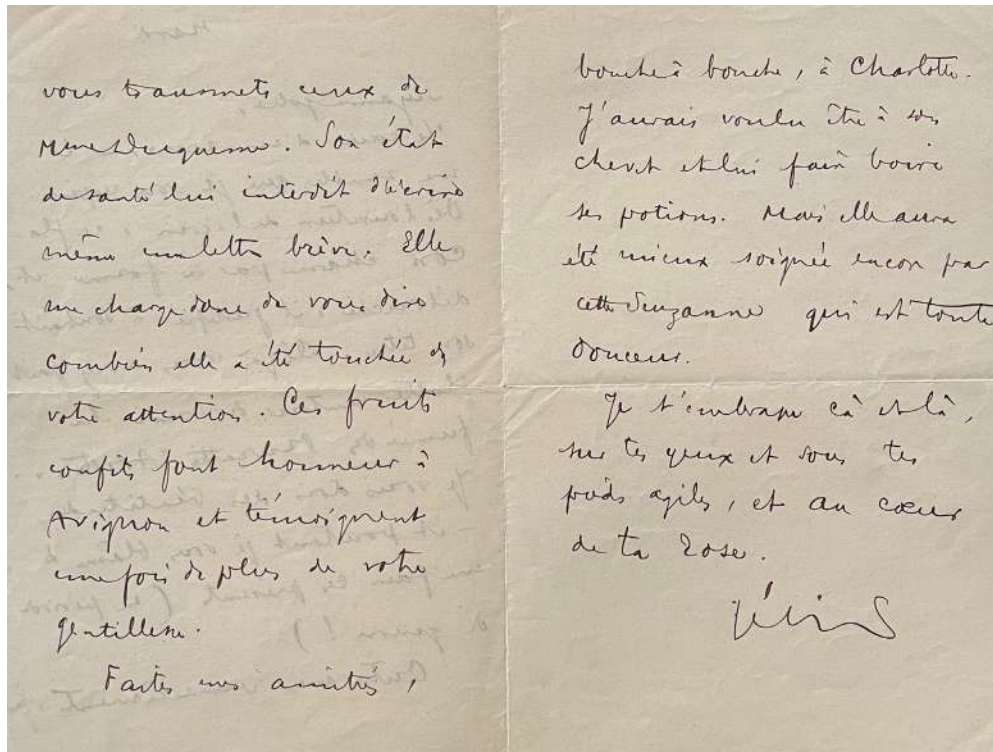 vous transmets ceux de
Mme Duquesne. Son état
de santé lui interdit d'écrire
même une lettre brève. Elle
me charge donc de vous dire
combien elle a été touchée de
votre attention. Ces fruits
confits font honneur à
Avignon et témoignent
une fois de plus de votre
gentillesse.
Faites mes amitiés,
bouche à bouche, à Charlotte.
J'aurais voulu être à son
chevet et lui faire boire
ses potions. Mais elle aura
été mieux soignée encor par
cette Suzanne qui est toute
douceur.
Je t'embrasse çà et là,
sur tes yeux et sous tes
pieds agiles, et au cœur
de ta rose.